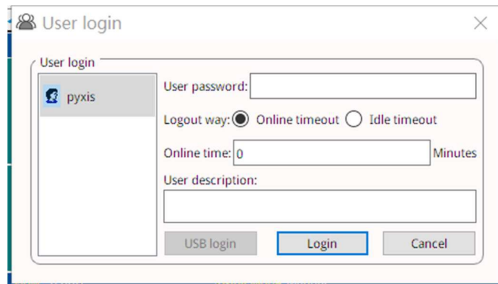 User login
User login
pyxis
User password:
Logout way: Online timeout Idle timeout
Online time: 0 Minutes
User description:
USB login Login Cancel